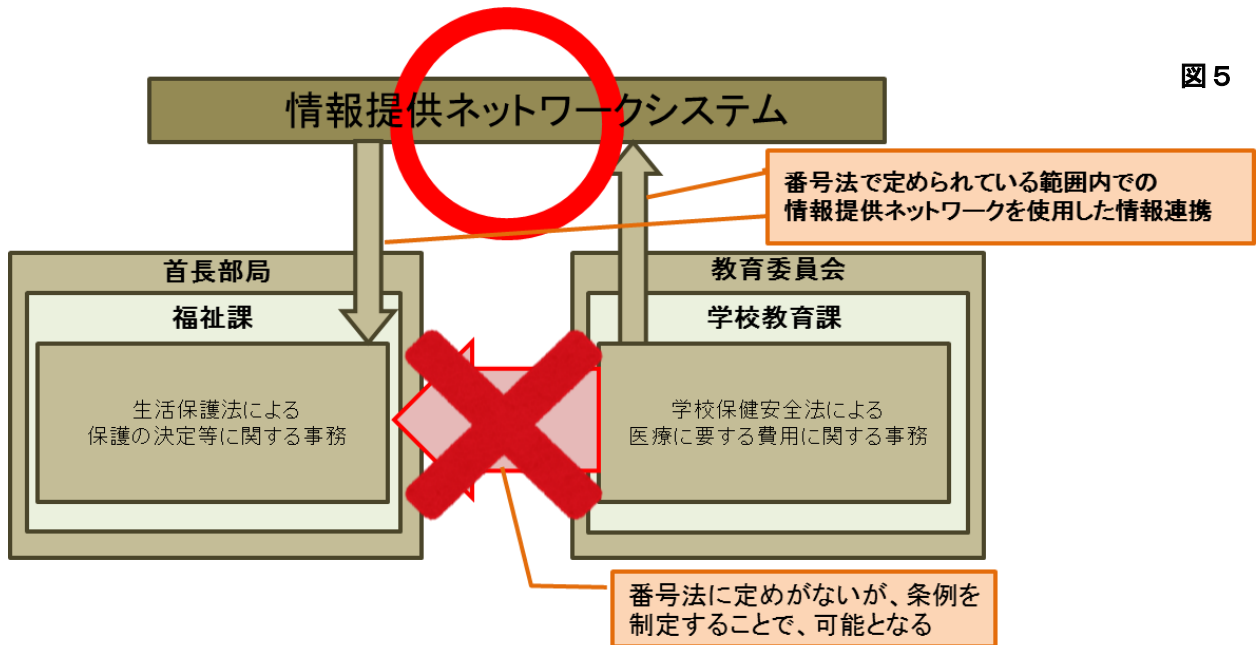 図５
情報提供ネットワークシステム
番号法で定められている範囲内での
情報提供ネットワークを使用した情報連携
首長部局
福祉課
生活保護法による
保護の決定等に関する事務
教育委員会
学校教育課
学校保健安全法による
医療に要する費用に関する事務
番号法に定めがないが、条例を
制定することで、可能となる